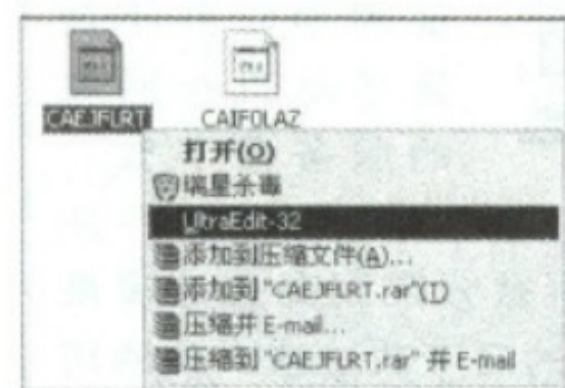 CAEJFLRT CAIFOLAZ
打开(O)
瑞星杀毒
UltraEdit-32
添加到压缩文件(A)...
添加到 "CAEJFLRT.rar"(T)
压缩并 E-mail...
压缩到 "CAEJFLRT.rar" 并 E-mail